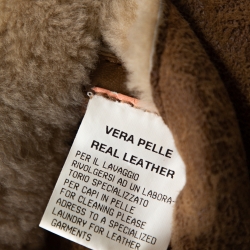 VERA PELLE
REAL LEATHER
PER IL LAVAGGIO
RIVOLGERSI AD UN LABORA-
TORIO SPECIALIZZATO
PER CAPI IN PELLE
FOR CLEANING PLEASE
ADRESS TO A SPECIALIZED
LAUNDRY FOR LEATHER
GARMENTS